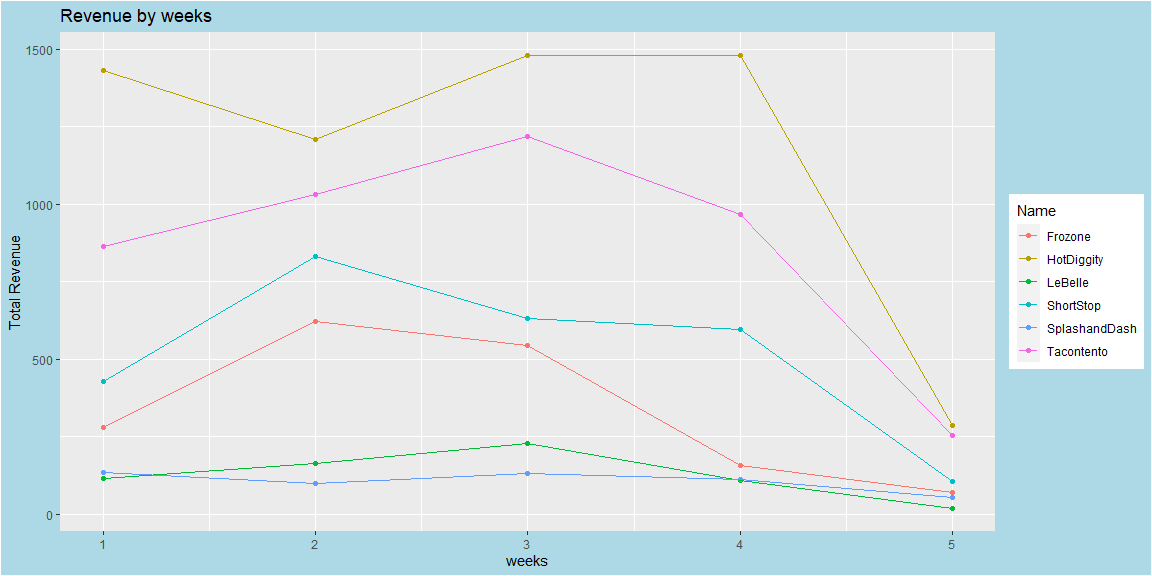 Revenue by weeks
1500
1000
500
0
Total Revenue
1 2 3 4 5
weeks
Name
Frozone
HotDiggity
LeBelle
ShortStop
SplashandDash
Tacontento